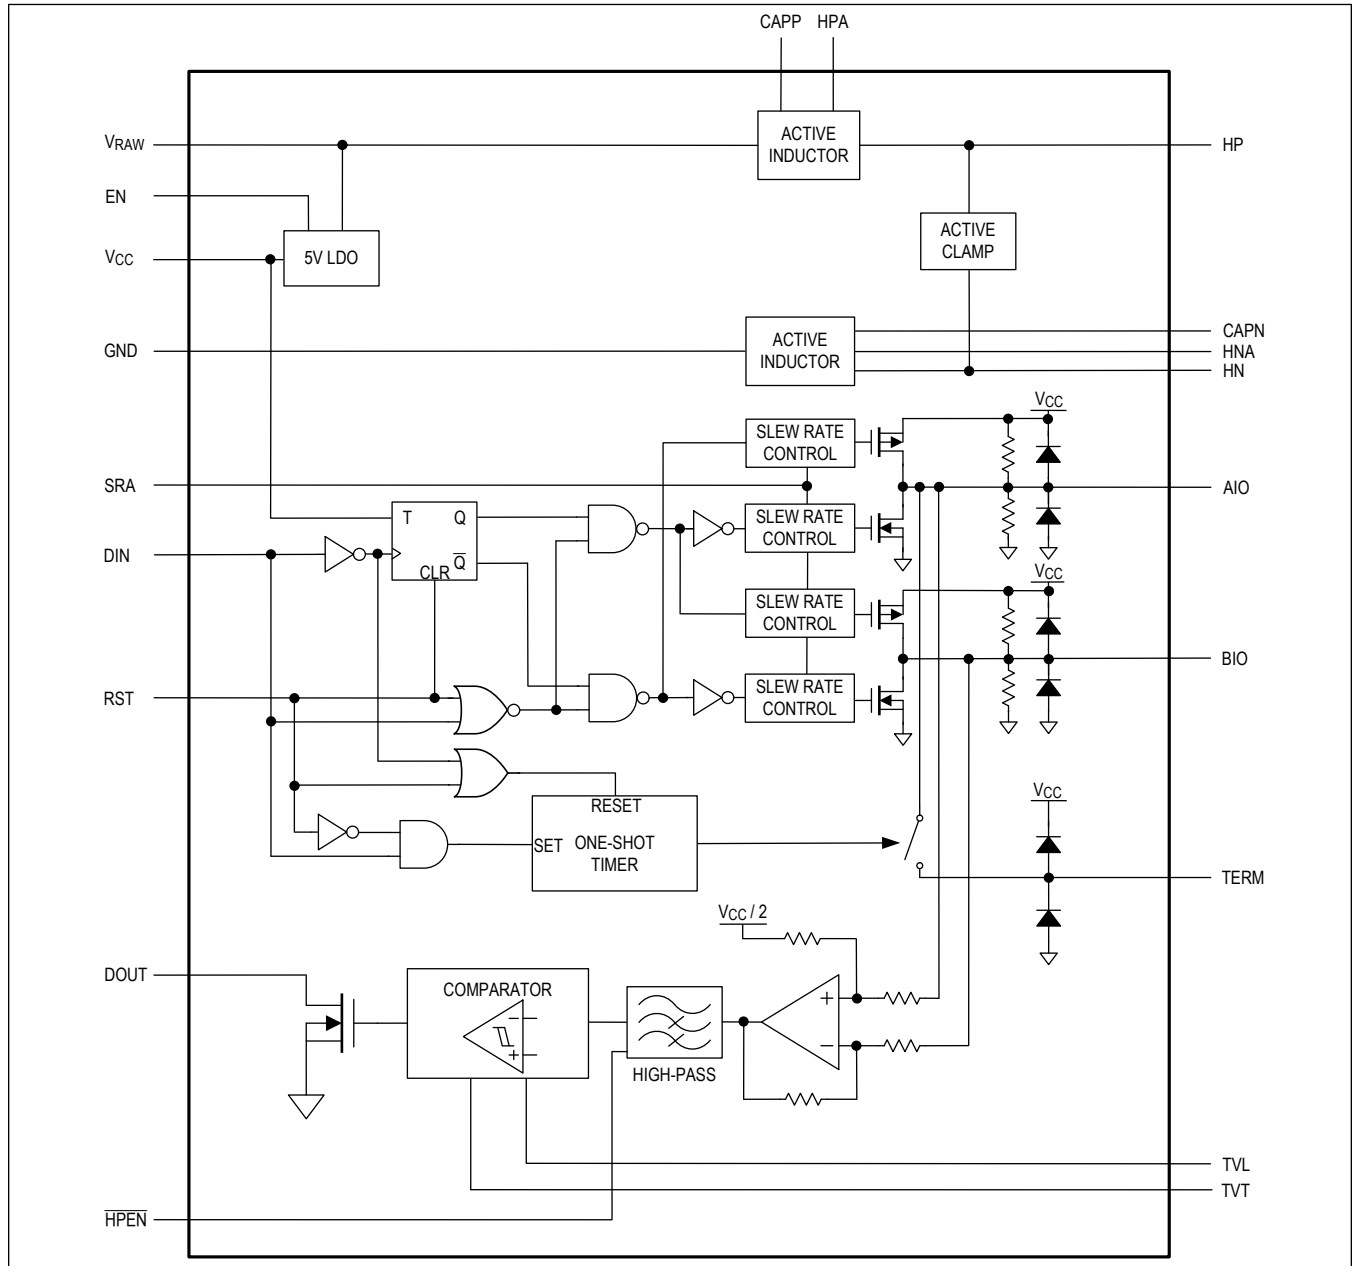 CAPP HPA
VRAW
ACTIVE
INDUCTOR
HP
EN
ACTIVE
CLAMP
VCC
5V LDO
GND
ACTIVE
INDUCTOR
CAPN
HNA
HN
VCC
SLEW RATE
CONTROL
SRA
AIO
T Q
SLEW RATE
CONTROL
DIN
Q̅
CLR
VCC
SLEW RATE
CONTROL
BIO
RST
SLEW RATE
CONTROL
RESET
SET ONE-SHOT
TIMER
VCC
TERM
VCC / 2
DOUT
COMPARATOR
+
−
−
+
HIGH-PASS
TVL
TVT
H̅P̅E̅N̅